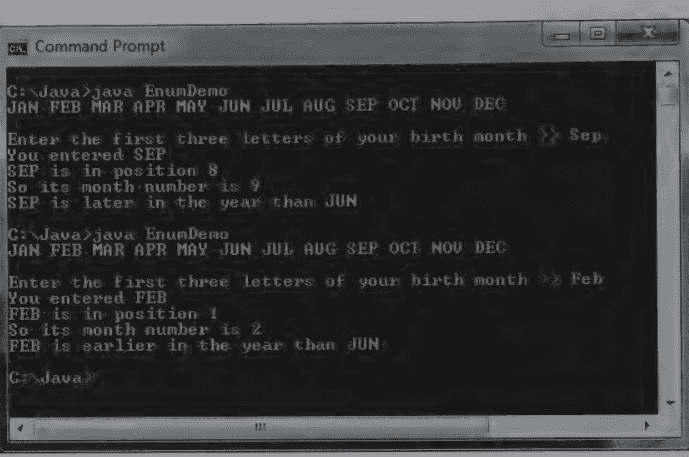 Command Prompt
C:\Java>java EnumDemo
JAN FEB MAR APR MAY JUN JUL AUG SEP OCT NOV DEC
Enter the first three letters of your birth month >> Sep
You entered SEP
SEP is in position 8
So its month number is 9
SEP is later in the year than JUN
C:\Java>java EnumDemo
JAN FEB MAR APR MAY JUN JUL AUG SEP OCT NOV DEC
Enter the first three letters of your birth month >> Feb
You entered FEB
FEB is in position 1
So its month number is 2
FEB is earlier in the year than JUN
C:\Java>